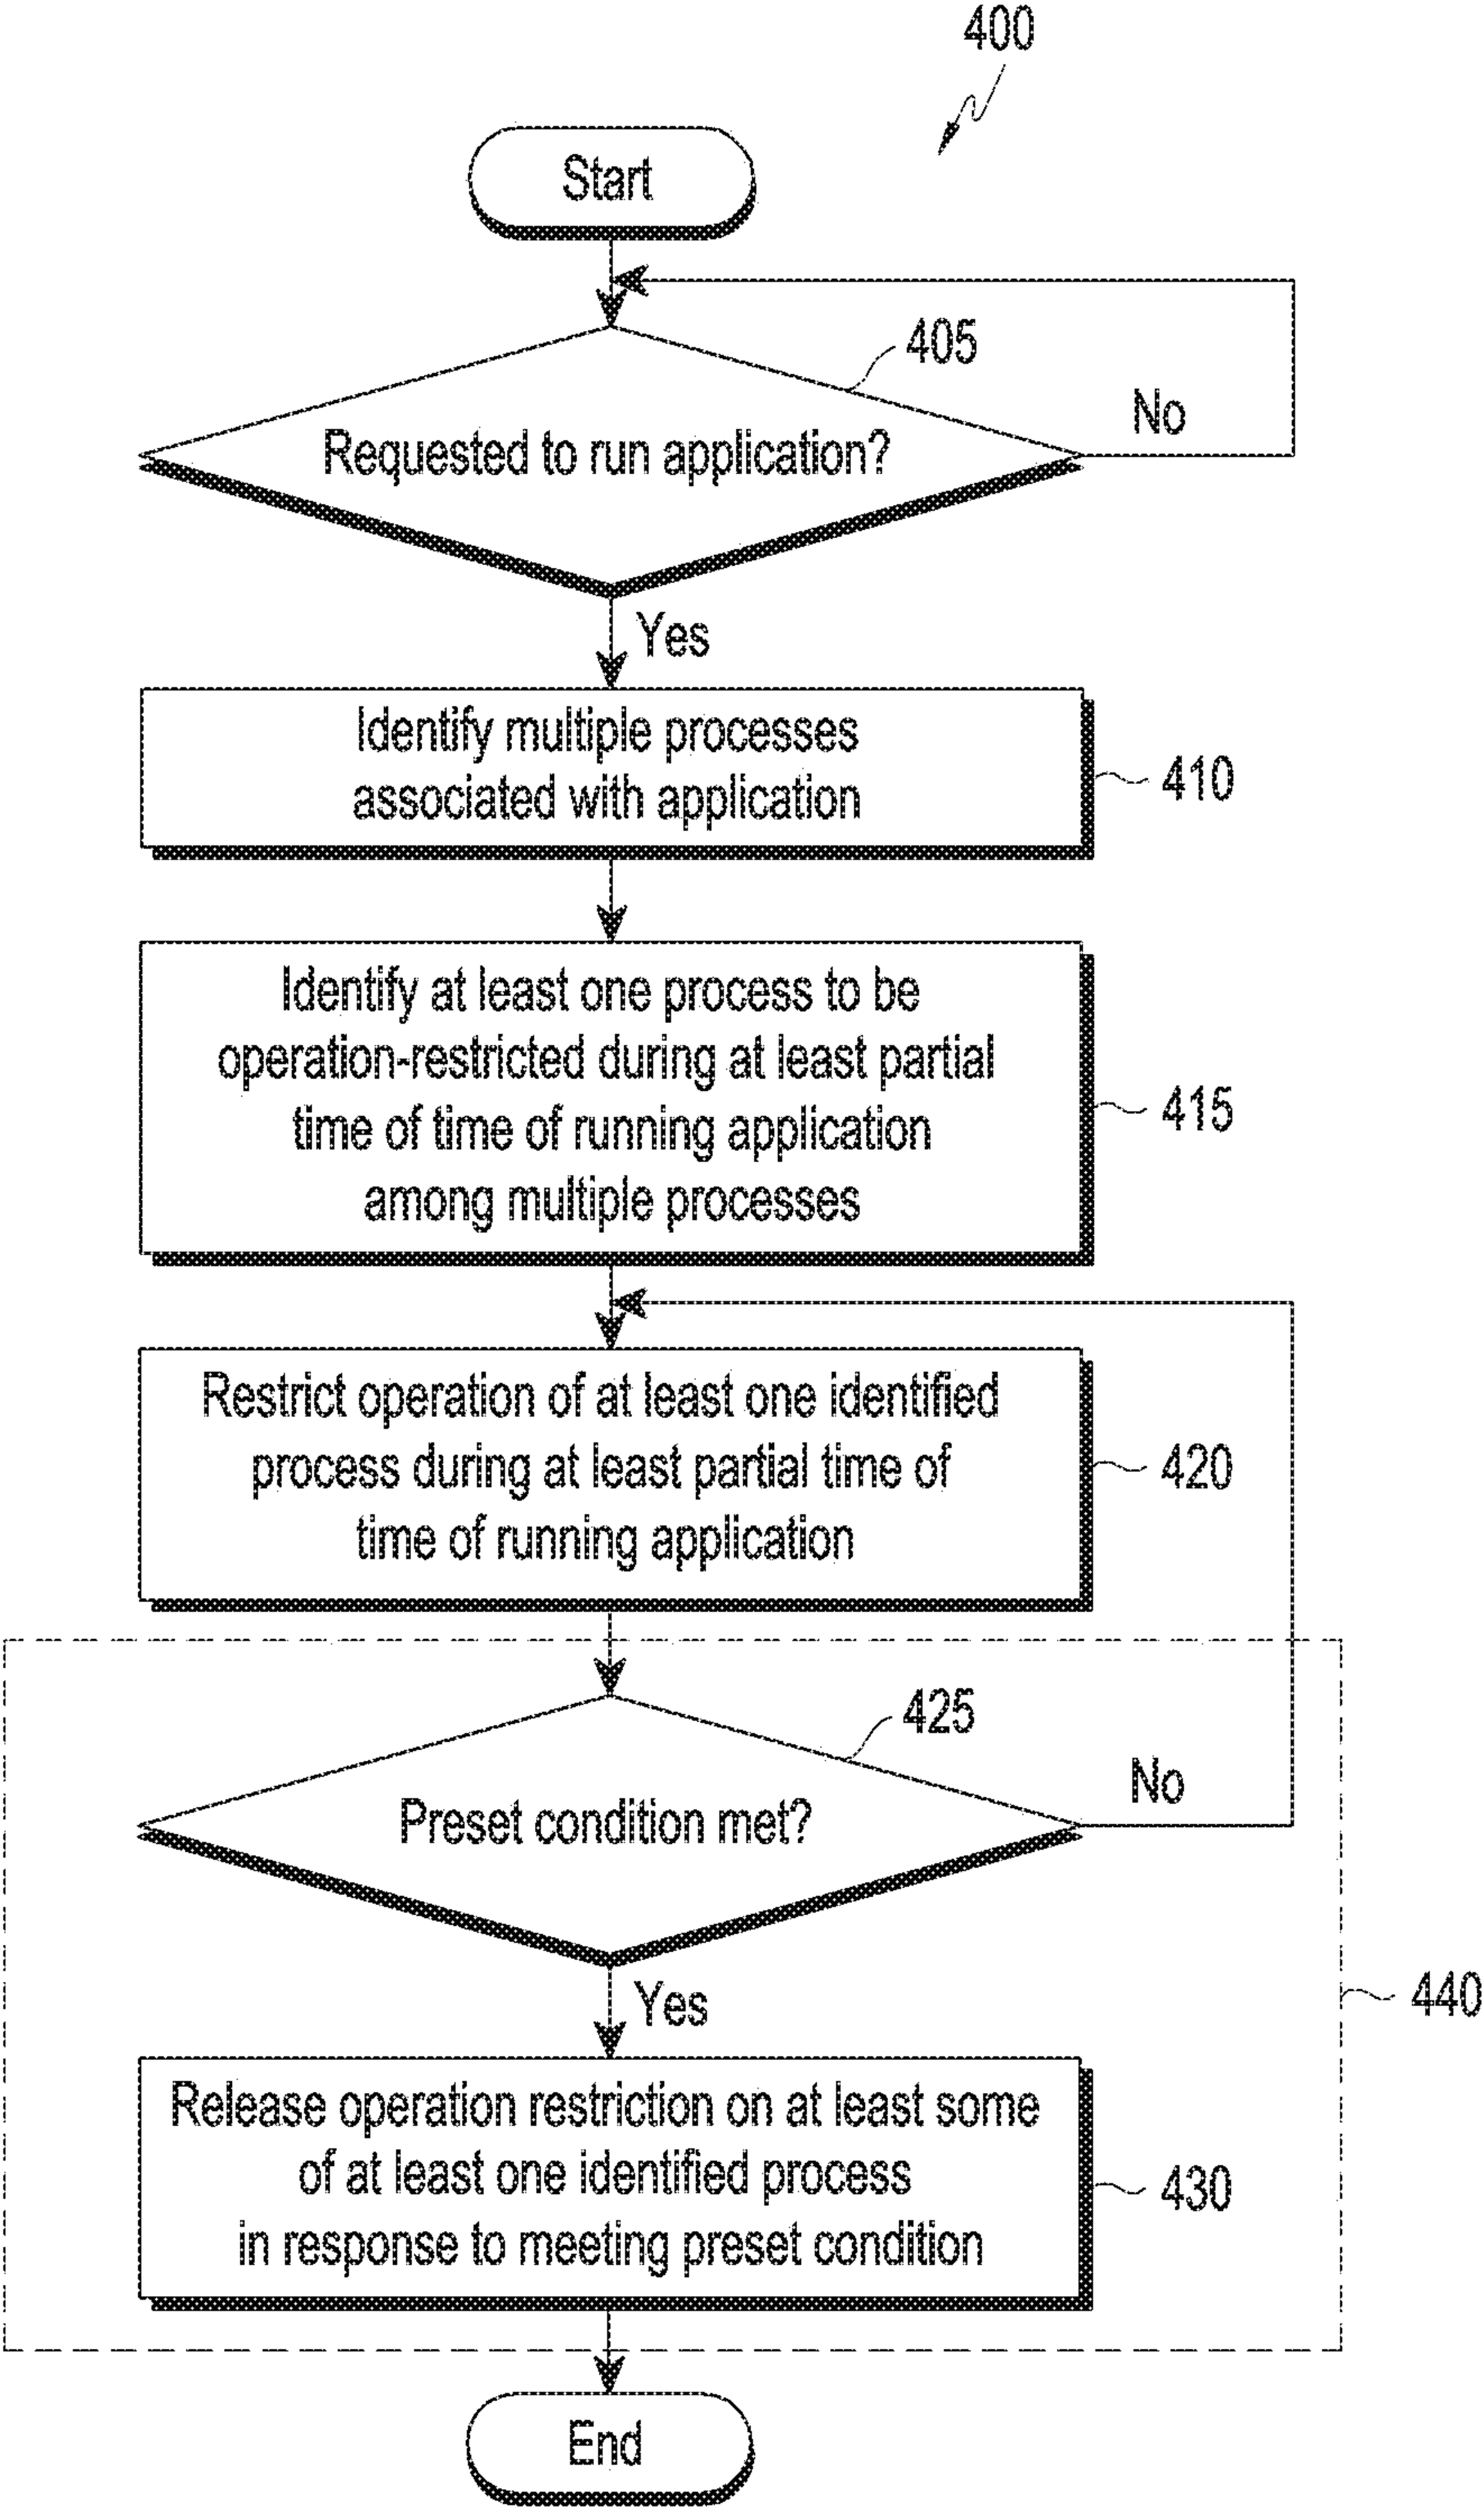 400
Start
405
No
Requested to run application?
Yes
Identify multiple processes
associated with application
410
Identify at least one process to be
operation-restricted during at least partial
time of time of running application
among multiple processes
415
Restrict operation of at least one identified
process during at least partial time of
time of running application
420
425
No
Preset condition met?
Yes
440
Release operation restriction on at least some
of at least one identified process
in response to meeting preset condition
430
End